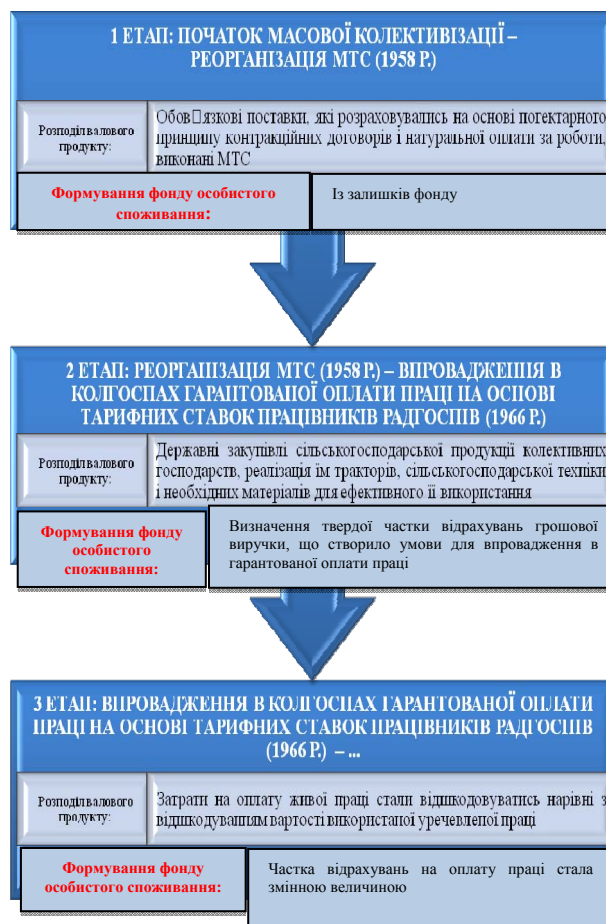 1 ЕТАП: ПОЧАТОК МАСОВОЇ КОЛЕКТИВІЗАЦІЇ –
РЕОРГАНІЗАЦІЯ МТС (1958 Р.)
Розподіл валового
продукту:
Обов□язкові поставки, які розраховувались на основі погектарного
принципу контракційних договорів і натуральної оплати за роботи,
виконані МТС
Формування фонду особистого
споживання:
Із залишків фонду
2 ЕТАП: РЕОРГАНІЗАЦІЯ МТС (1958 Р.) – ВПРОВАДЖЕННЯ В
КОЛГОСПАХ ГАРАНТОВАНОЇ ОПЛАТИ ПРАЦІ НА ОСНОВІ
ТАРИФНИХ СТАВОК ПРАЦІВНИКІВ РАДГОСПІВ (1966 Р.)
Розподіл валового
продукту:
Державні закупівлі сільськогосподарської продукції колективних
господарств, реалізація їм тракторів, сільськогосподарської техніки
і необхідних матеріалів для ефективного її використання
Формування фонду
особистого
споживання:
Визначення твердої частки відрахувань грошової
виручки, що створило умови для впровадження в
гарантованої оплати праці
3 ЕТАП: ВПРОВАДЖЕННЯ В КОЛГОСПАХ ГАРАНТОВАНОЇ ОПЛАТИ
ПРАЦІ НА ОСНОВІ ТАРИФНИХ СТАВОК ПРАЦІВНИКІВ РАДГОСПІВ
(1966 Р.) – ...
Розподіл валового
продукту:
Затрати на оплату живої праці стали відшкодовуватись нарівні з
відшкодуванням вартості використаної уречевленої праці
Формування фонду
особистого споживання:
Частка відрахувань на оплату праці стала
змінною величиною